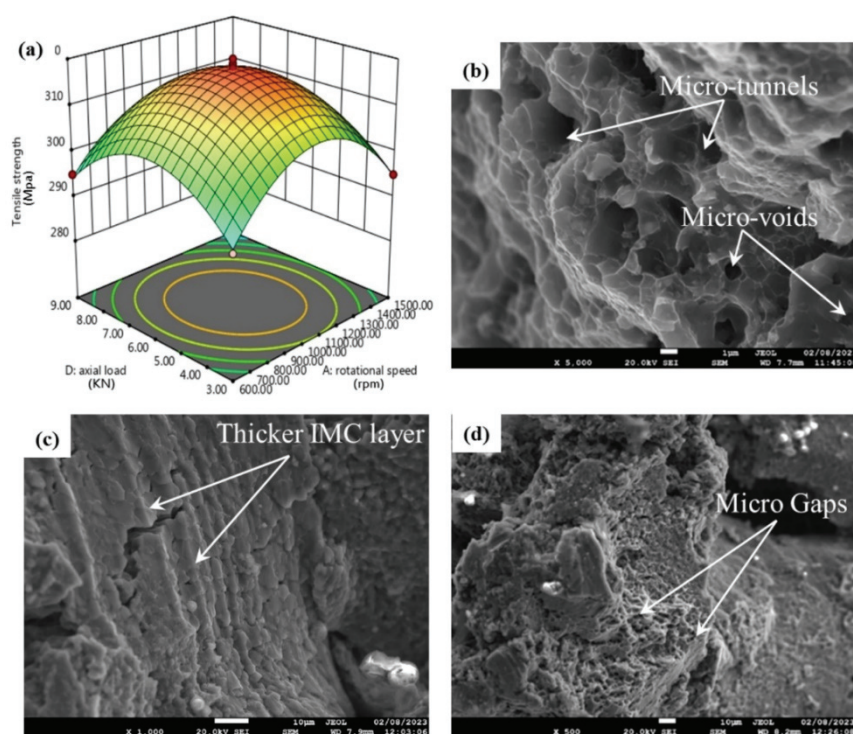 (a)
0
310
300
290
280
Tensile strength
(Mpa)
9.00
8.00
7.00
6.00
5.00
4.00
3.00
D: axial load
(KN)
1500.00
1400.00
1300.00
1200.00
1100.00
1000.00
900.00
800.00
700.00
600.00
A: rotational speed
(rpm)
(b)
Micro-tunnels
Micro-voids
1µm JEOL 02/08/202
X 5,000 20.0kV SEI SEM WD 7.7mm 11:45:0
(c)
Thicker IMC layer
10µm JEOL 02/08/2023
X 1,000 20.0kV SEI SEM WD 7.9mm 12:03:06
(d)
Micro Gaps
10µm JEOL 02/08/2023
X 500 20.0kV SEI SEM WD 8.2mm 12:26:08